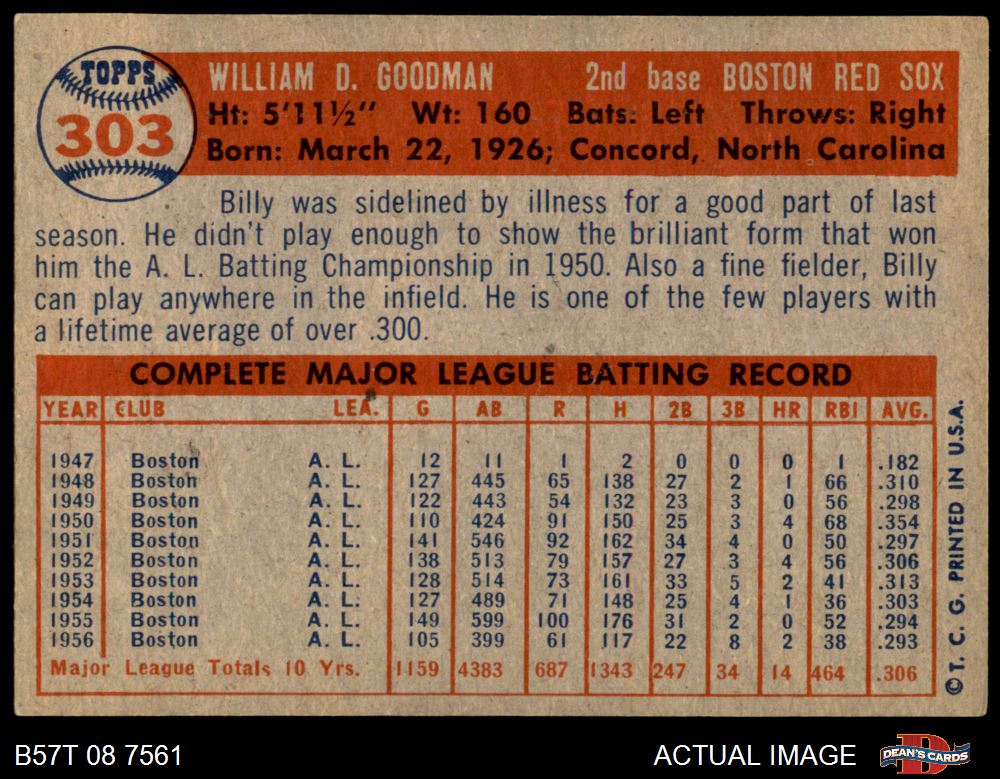 TOPPS
303
WILLIAM D. GOODMAN 2nd base BOSTON RED SOX
Ht: 5'11½" Wt: 160 Bats: Left Throws: Right
Born: March 22, 1926; Concord, North Carolina
Billy was sidelined by illness for a good part of last
season. He didn't play enough to show the brilliant form that won
him the A. L. Batting Championship in 1950. Also a fine fielder, Billy
can play anywhere in the infield. He is one of the few players with
a lifetime average of over .300.
COMPLETE MAJOR LEAGUE BATTING RECORD
YEAR CLUB LEA. G AB R H 2B 3B HR RBI AVG.
1947 Boston A. L. 12 11 1 2 0 0 0 1 .182
1948 Boston A. L. 127 445 65 138 27 2 1 66 .310
1949 Boston A. L. 122 443 54 132 23 3 0 56 .298
1950 Boston A. L. 110 424 91 150 25 3 4 68 .354
1951 Boston A. L. 141 546 92 162 34 4 0 50 .297
1952 Boston A. L. 138 513 79 157 27 3 4 56 .306
1953 Boston A. L. 128 514 73 161 33 5 2 41 .313
1954 Boston A. L. 127 489 71 148 25 4 1 36 .303
1955 Boston A. L. 149 599 100 176 31 2 0 52 .294
1956 Boston A. L. 105 399 61 117 22 8 2 38 .293
Major League Totals 10 Yrs. 1159 4383 687 1343 247 34 14 464 .306
©T. C. G. PRINTED IN U.S.A.
B57T 08 7561 ACTUAL IMAGE
DEAN'S CARDS